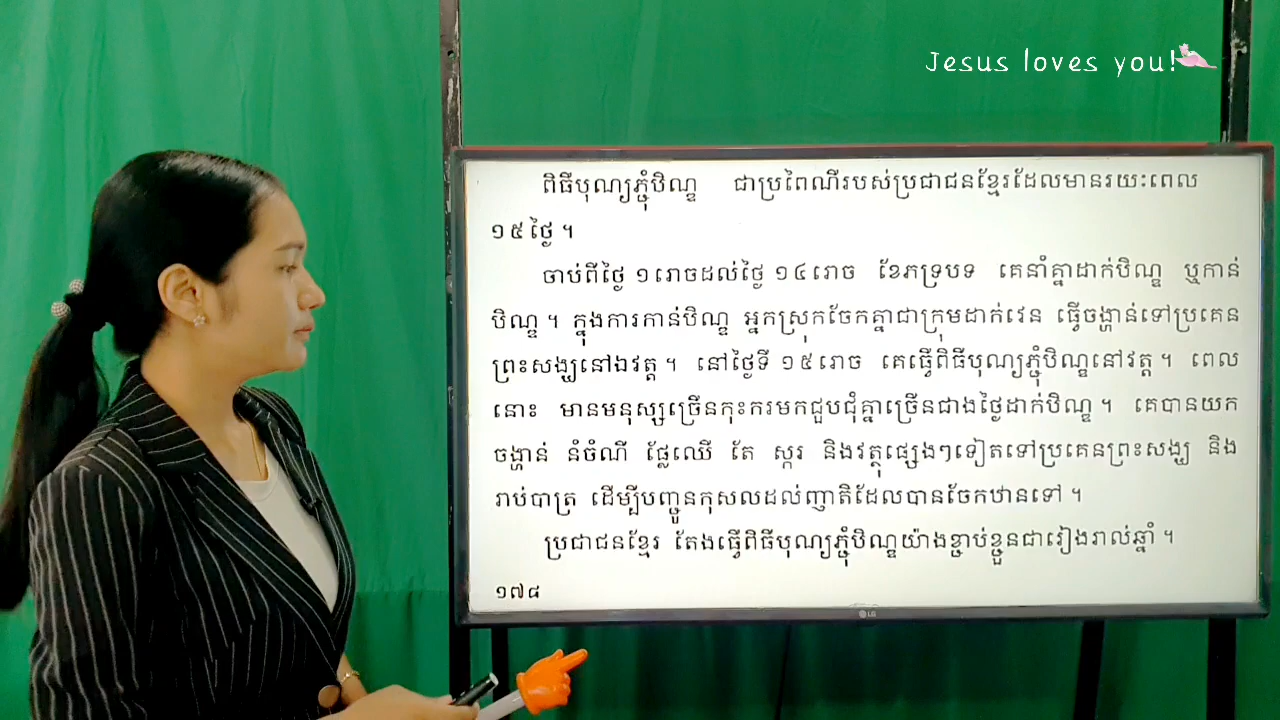 Jesus loves you!
ពិធីបុណ្យភ្ជុំបិណ្ឌ ជាប្រពៃណីរបស់ប្រជាជនខ្មែរដែលមានរយះពេល
១៥ ថ្ងៃ ។
ចាប់ពីថ្ងៃ ១រោចដល់ថ្ងៃ ១៤រោច ខែភទ្របទ គេនាំគ្នាដាក់បិណ្ឌ ឬកាន់
បិណ្ឌ ។ ក្នុងការកាន់បិណ្ឌ អ្នកស្រុកចែកគ្នាជាក្រុមដាក់វេន ធ្វើចង្ហាន់ទៅប្រគេន
ព្រះសង្ឃនៅឯវត្ត ។ នៅថ្ងៃទី ១៥រោច គេធ្វើពិធីបុណ្យភ្ជុំបិណ្ឌនៅវត្ត ។ ពេល
នោះ មានមនុស្សច្រើនកុះករមកជួបជុំគ្នាច្រើនជាងថ្ងៃដាក់បិណ្ឌ ។ គេបានយក
ចង្ហាន់ នំចំណី ផ្លែឈើ តែ ស្ករ និងវត្ថុផ្សេងៗទៀតទៅប្រគេនព្រះសង្ឃ និង
រាប់បាត្រ ដើម្បីបញ្ជូនកុសលដល់ញាតិដែលបានចែកឋានទៅ ។
ប្រជាជនខ្មែរ តែងធ្វើពិធីបុណ្យភ្ជុំបិណ្ឌយ៉ាងខ្ជាប់ខ្ជួនជារៀងរាល់ឆ្នាំ ។
១៧៨
LG